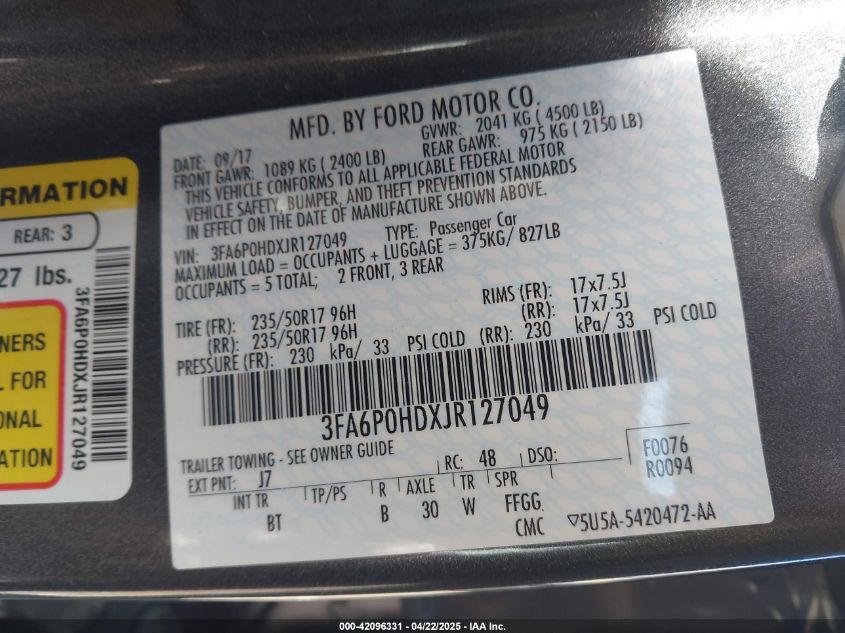 RMATION
REAR: 3
27 lbs.
NERS
L FOR
ONAL
ATION
3FA6P0HDXJR127049
MFD. BY FORD MOTOR CO.
DATE: 09/17 GVWR: 2041 KG ( 4500 LB)
FRONT GAWR: 1089 KG ( 2400 LB) REAR GAWR: 975 KG ( 2150 LB)
THIS VEHICLE CONFORMS TO ALL APPLICABLE FEDERAL MOTOR
VEHICLE SAFETY, BUMPER, AND THEFT PREVENTION STANDARDS
IN EFFECT ON THE DATE OF MANUFACTURE SHOWN ABOVE.
VIN: 3FA6P0HDXJR127049 TYPE: Passenger Car
MAXIMUM LOAD = OCCUPANTS + LUGGAGE = 375KG/ 827LB
OCCUPANTS = 5 TOTAL; 2 FRONT, 3 REAR
TIRE (FR): 235/50R17 96H RIMS (FR): 17x7.5J
(RR): 235/50R17 96H (RR): 17x7.5J
PRESSURE (FR): 230 kPa/ 33 PSI COLD (RR): 230 kPa/ 33 PSI COLD
3FA6P0HDXJR127049
TRAILER TOWING - SEE OWNER GUIDE
F0076
R0094
EXT PNT: J7 RC: 48 DSO:
INT TR TP/PS R AXLE TR SPR
BT B 30 W FFGG
CMC ▽5U5A-5420472-AA
000-42096331 - 04/22/2025 - IAA Inc.